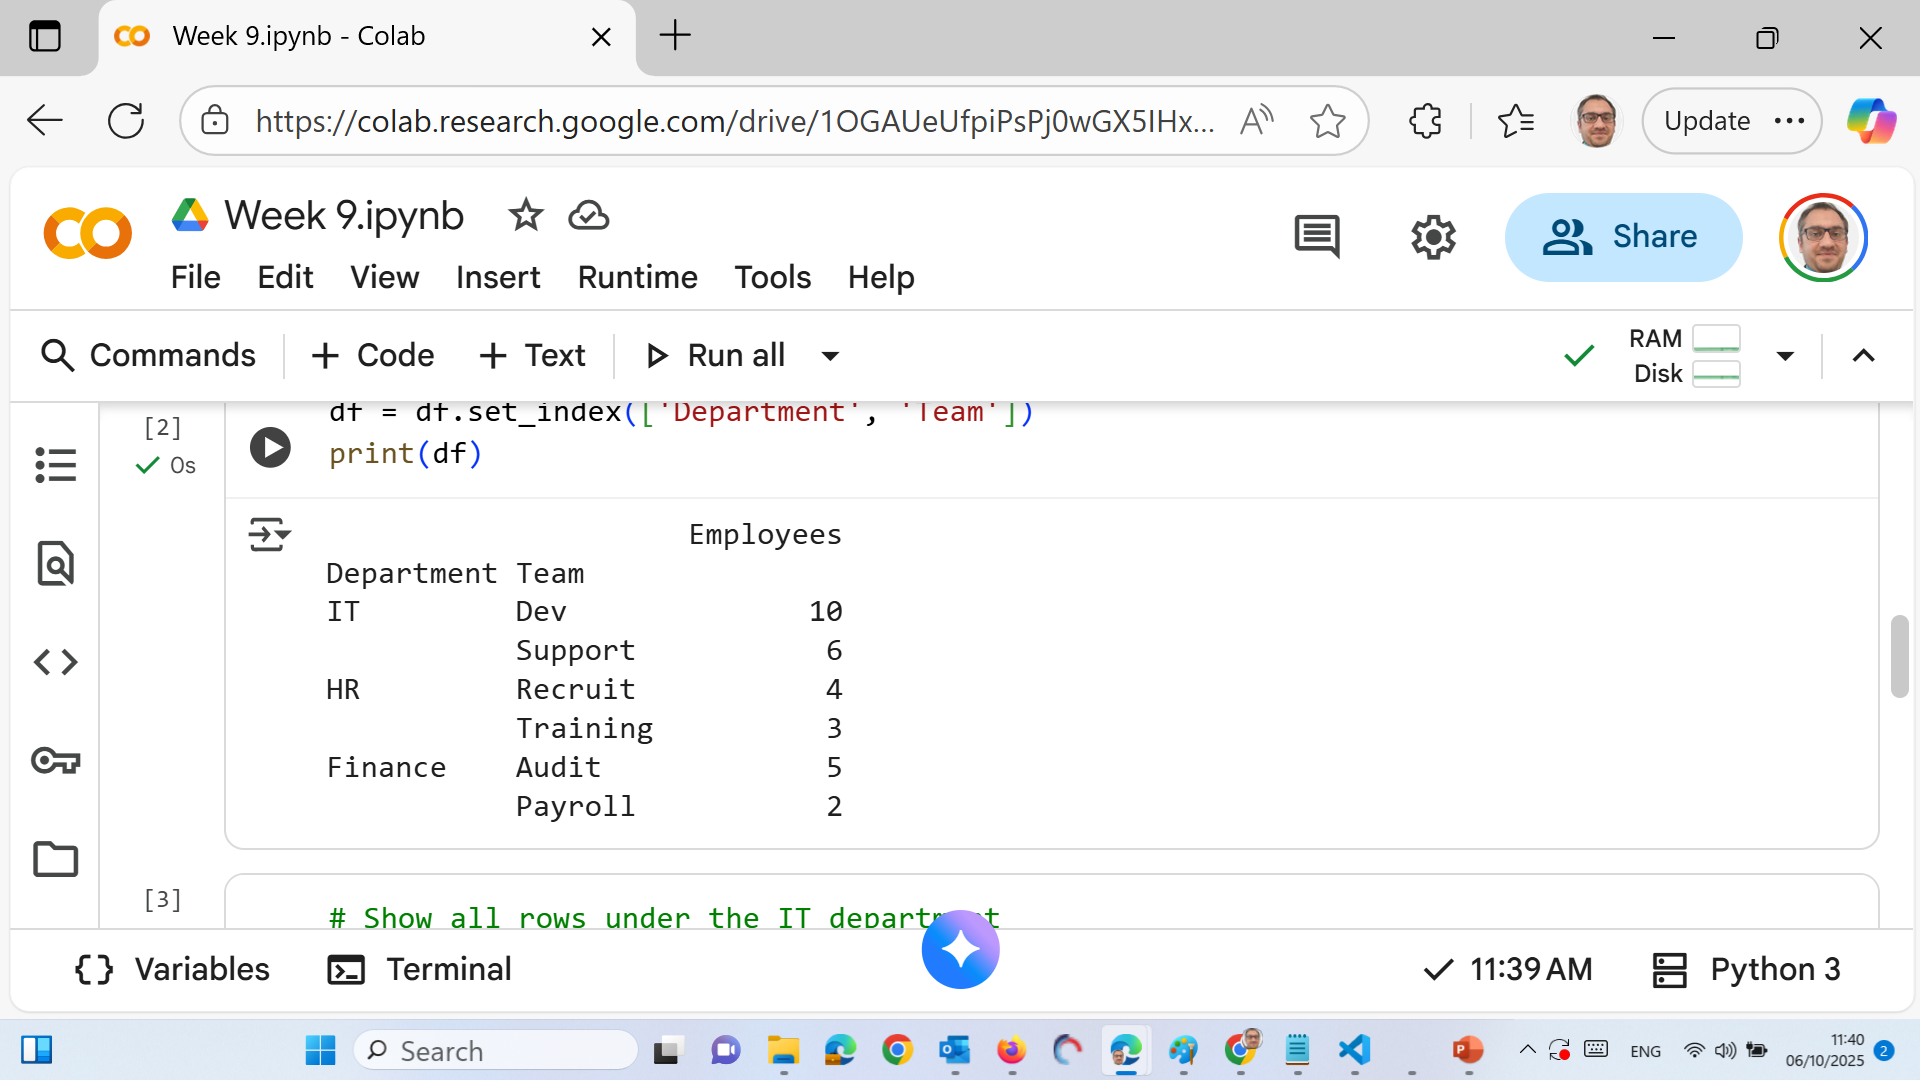 Week 9.ipynb - Colab
https://colab.research.google.com/drive/1OGAUeUfpiPsPj0wGX5IHx...
Update
Week 9.ipynb
Share
File Edit View Insert Runtime Tools Help
Commands + Code + Text Run all
RAM
Disk
[2]
0s
df = df.set_index(['Department', 'Team'])
print(df)
Employees
Department Team
IT Dev 10
Support 6
HR Recruit 4
Training 3
Finance Audit 5
Payroll 2
[3]
# Show all rows under the IT department
Variables Terminal 11:39 AM Python 3
Search
ENG
11:40
06/10/2025
2